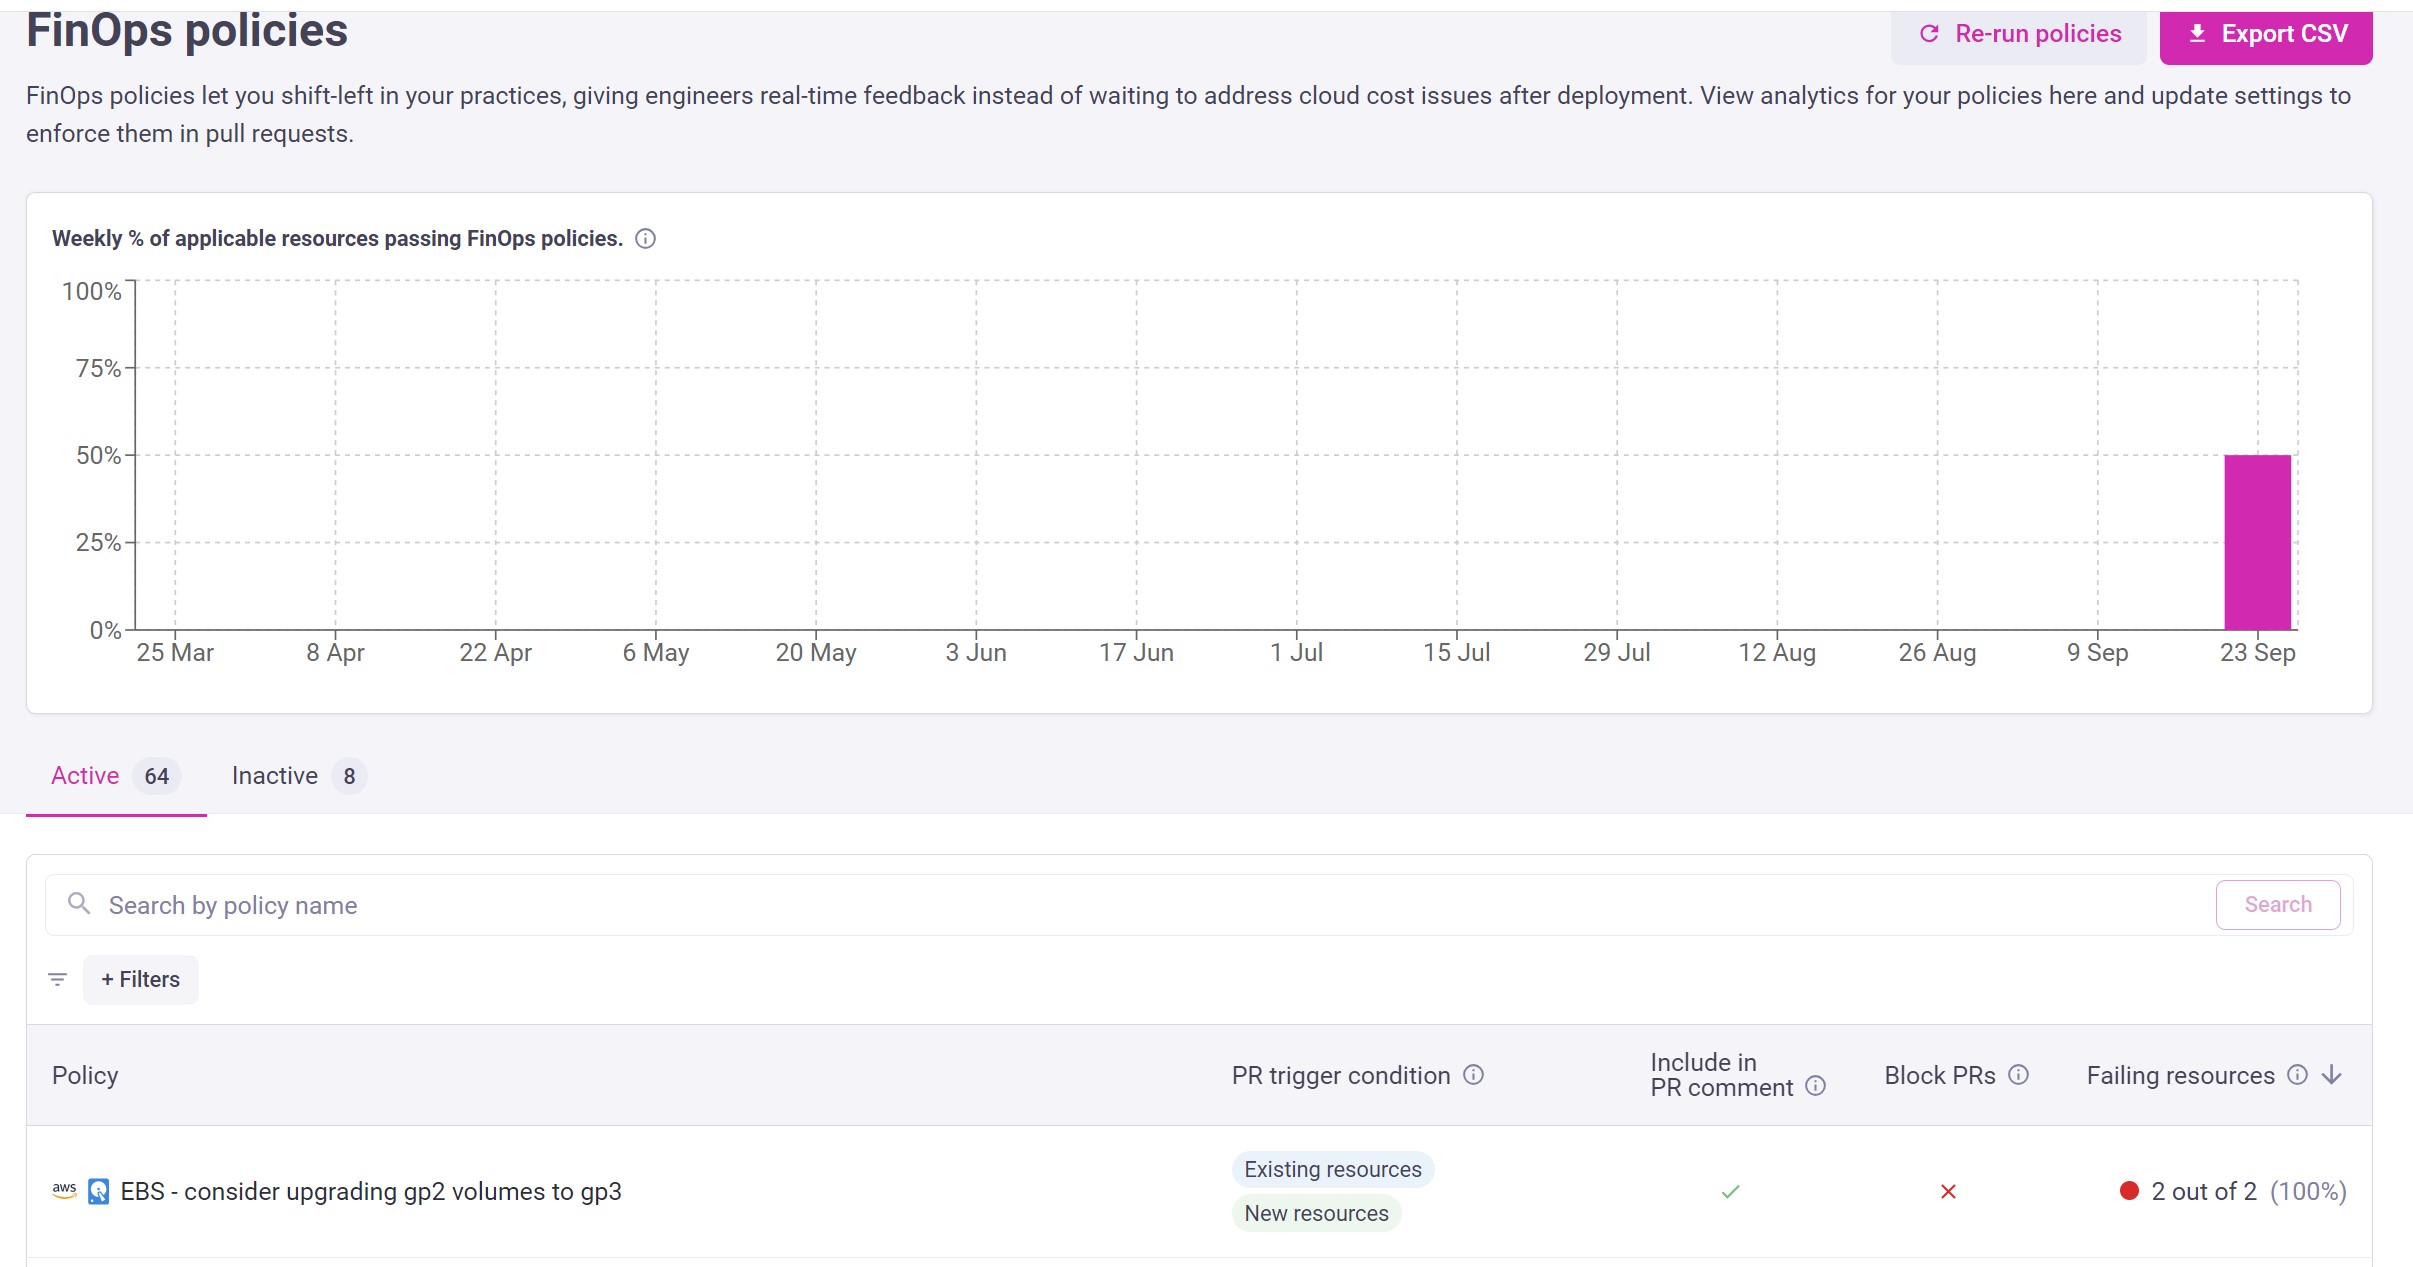 FinOps policies
Re-run policies
Export CSV
FinOps policies let you shift-left in your practices, giving engineers real-time feedback instead of waiting to address cloud cost issues after deployment. View analytics for your policies here and update settings to
enforce them in pull requests.
Weekly % of applicable resources passing FinOps policies.
100%
75%
50%
25%
0%
25 Mar
8 Apr
22 Apr
6 May
20 May
3 Jun
17 Jun
1 Jul
15 Jul
29 Jul
12 Aug
26 Aug
9 Sep
23 Sep
Active 64
Inactive 8
Search by policy name
Search
+ Filters
Policy
PR trigger condition
Include in
PR comment
Block PRs
Failing resources
aws
EBS - consider upgrading gp2 volumes to gp3
Existing resources
New resources
2 out of 2 (100%)